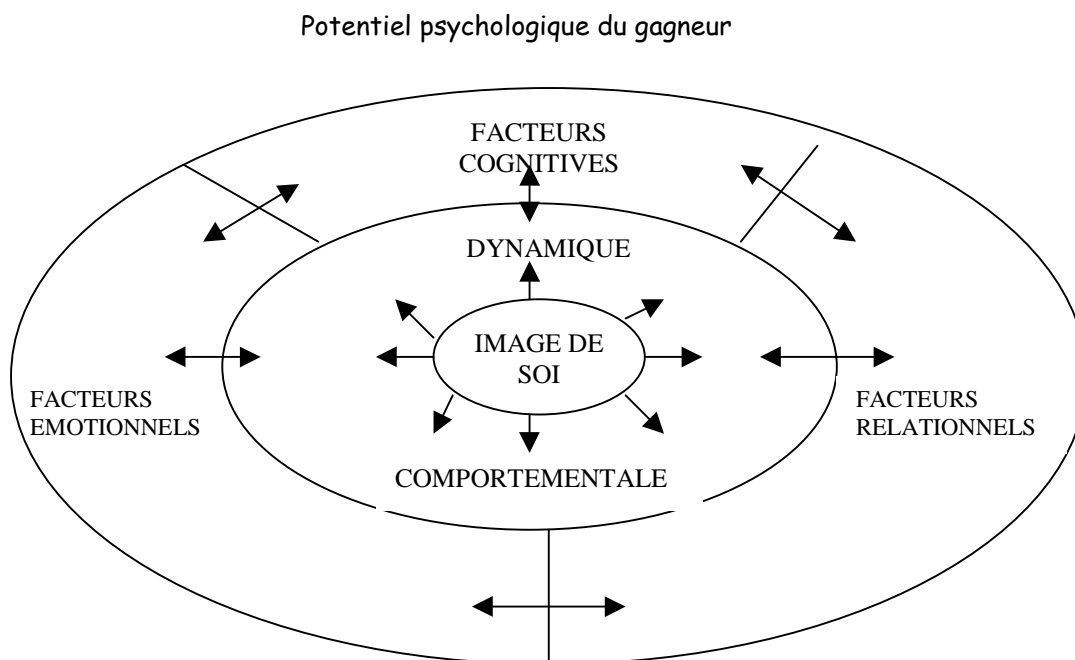 Potentiel psychologique du gagneur
FACTEURS
COGNITIVES
DYNAMIQUE
IMAGE DE
SOI
FACTEURS
EMOTIONNELS
FACTEURS
RELATIONNELS
COMPORTEMENTALE